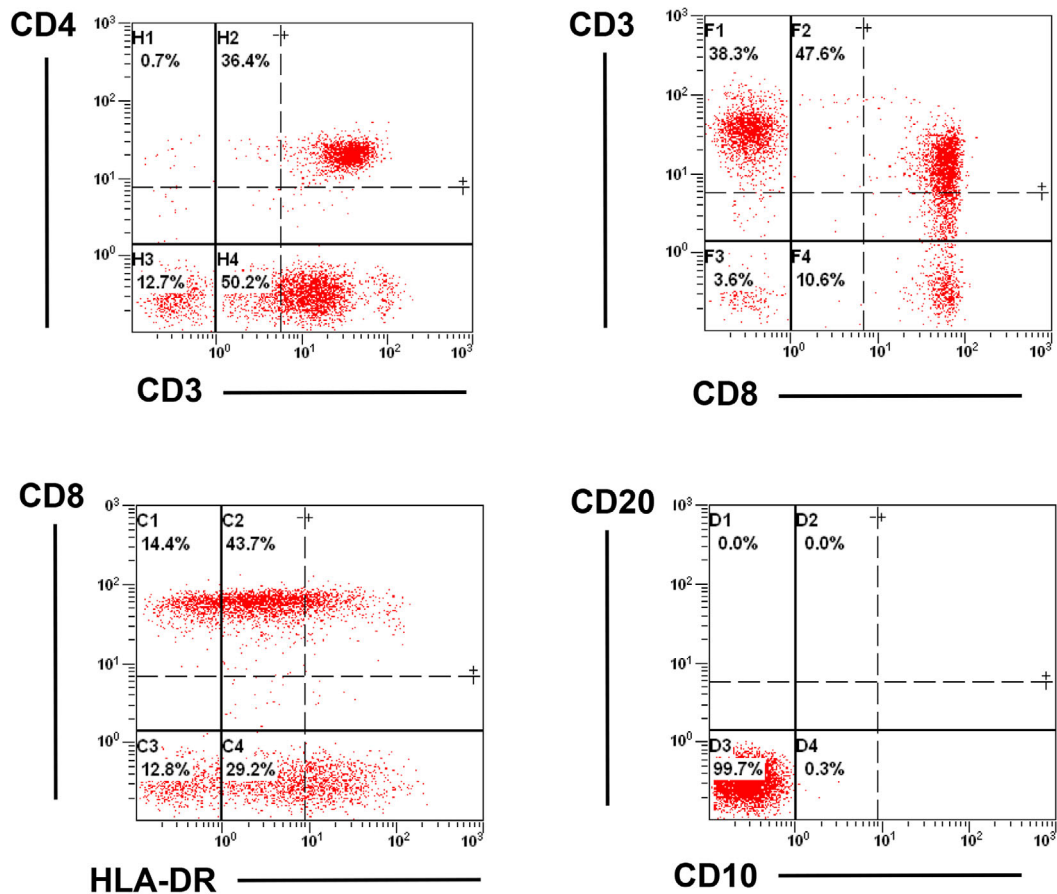 CD4
10³
H1
H2
0.7%
36.4%
10²
10¹
10⁰
H3
H4
12.7%
50.2%
10⁰
10¹
10²
10³
CD3
CD3
10³
F1
F2
38.3%
47.6%
10²
10¹
10⁰
F3
F4
3.6%
10.6%
10⁰
10¹
10²
10³
CD8
CD8
0³
C1
C2
14.4%
43.7%
10²
10¹
10⁰
C3
C4
12.8%
29.2%
10⁰
10¹
10²
10³
HLA-DR
CD20
10³
D1
D2
0.0%
0.0%
10²
10¹
10⁰
D3
D4
99.7%
0.3%
10⁰
10¹
10²
10³
CD10